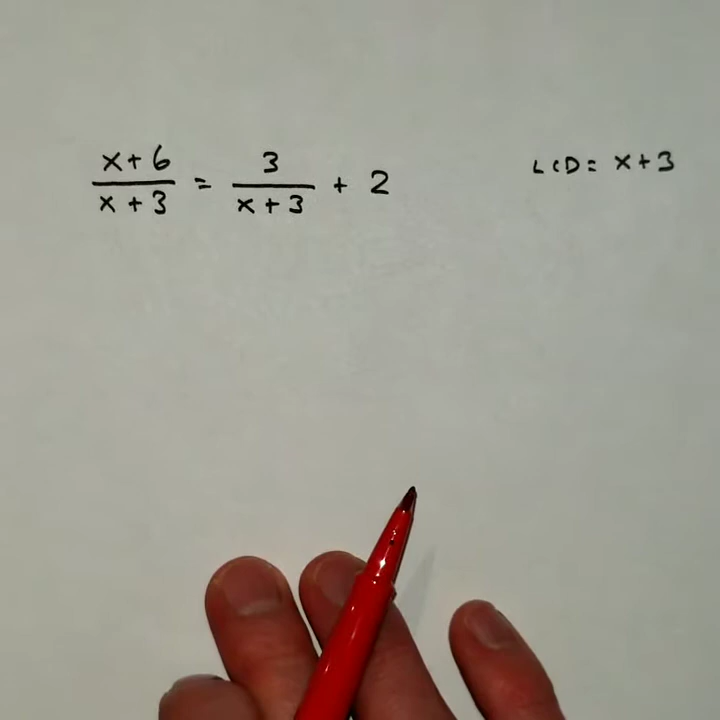 x+6/x+3 = 3/x+3 + 2
LCD = x+3